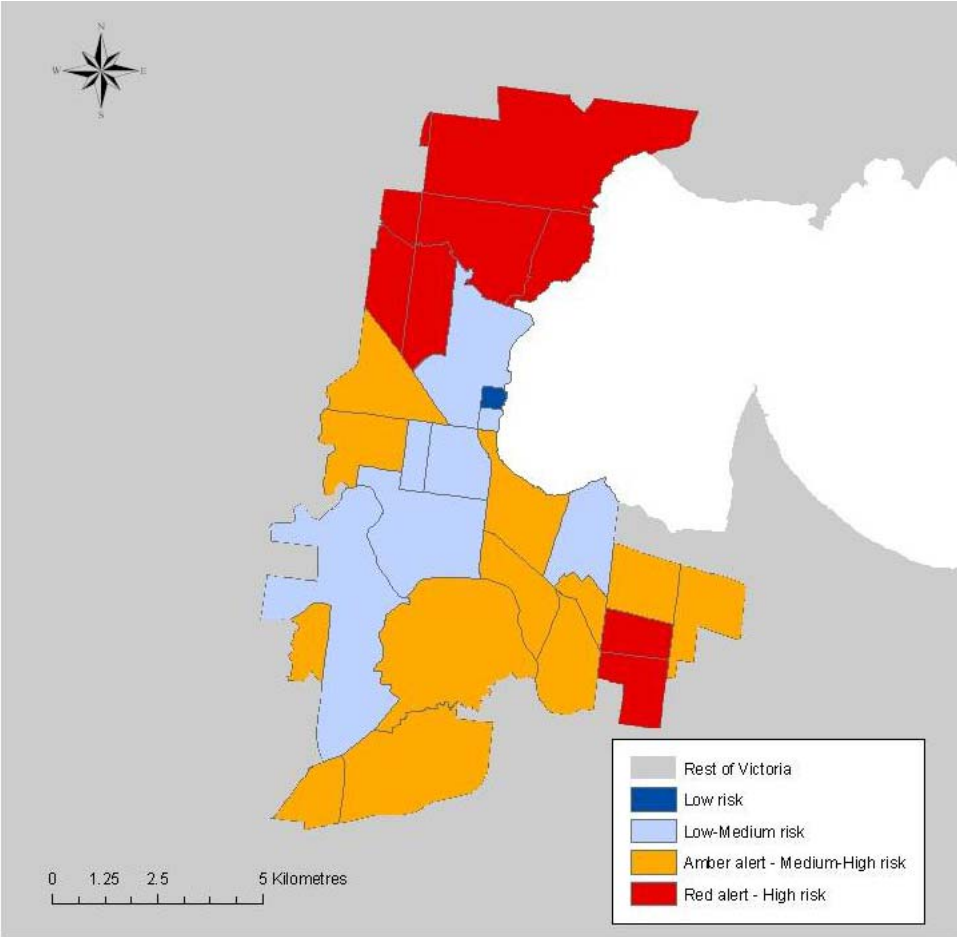 N
W E
S
Rest of Victoria
Low risk
Low-Medium risk
Amber alert - Medium-High risk
Red alert - High risk
0 1.25 2.5 5 Kilometres